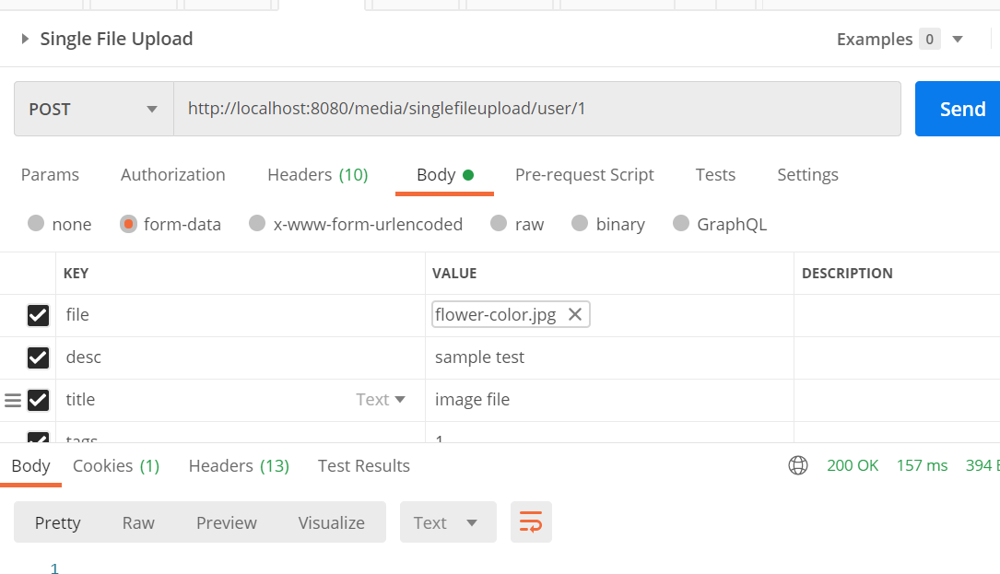 Single File Upload Examples 0
POST http://localhost:8080/media/singlefileupload/user/1 Send
Params Authorization Headers (10) Body Pre-request Script Tests Settings
none form-data x-www-form-urlencoded raw binary GraphQL
KEY VALUE DESCRIPTION
file flower-color.jpg
desc sample test
title Text image file
tags 1
Body Cookies (1) Headers (13) Test Results 200 OK 157 ms 394
Pretty Raw Preview Visualize Text
1